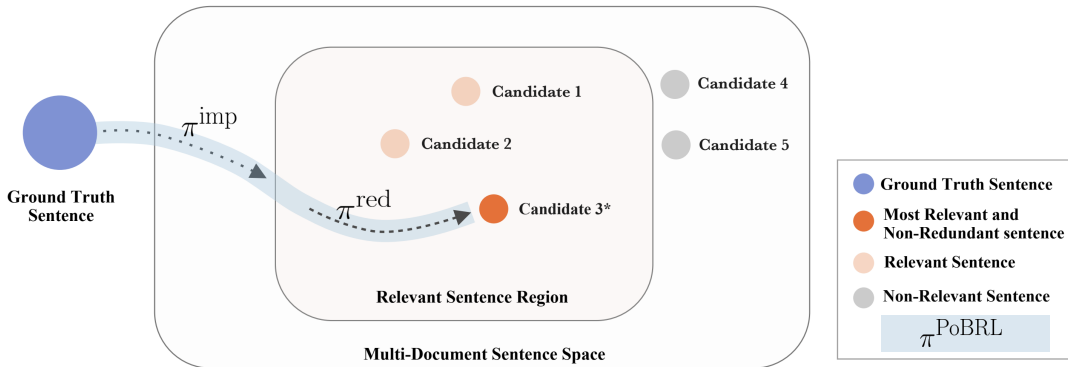 Ground Truth
Sentence
π^imp
π^red
Candidate 1
Candidate 2
Candidate 3*
Candidate 4
Candidate 5
Relevant Sentence Region
Multi-Document Sentence Space
Ground Truth Sentence
Most Relevant and
Non-Redundant sentence
Relevant Sentence
Non-Relevant Sentence
π^PoBRL